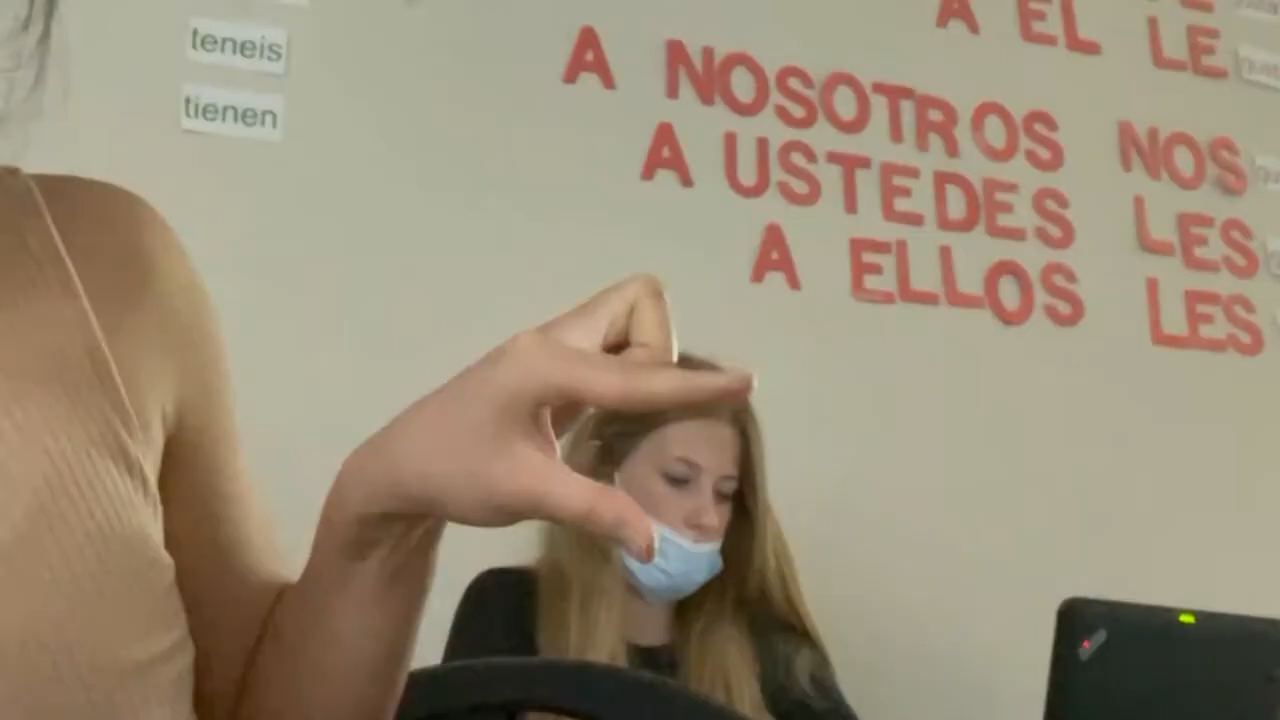 teneis
tienen
A EL LE
A NOSOTROS NOS
A USTEDES LES
A ELLOS LES